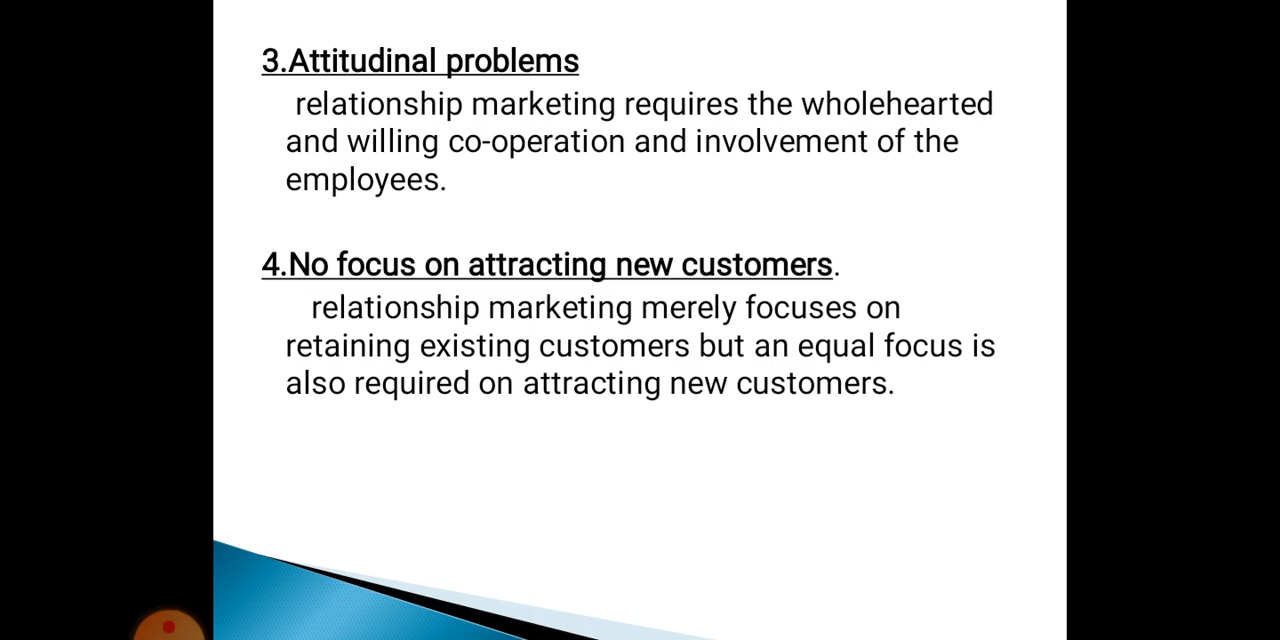 3.Attitudinal problems
relationship marketing requires the wholehearted
and willing co-operation and involvement of the
employees.
4.No focus on attracting new customers.
relationship marketing merely focuses on
retaining existing customers but an equal focus is
also required on attracting new customers.